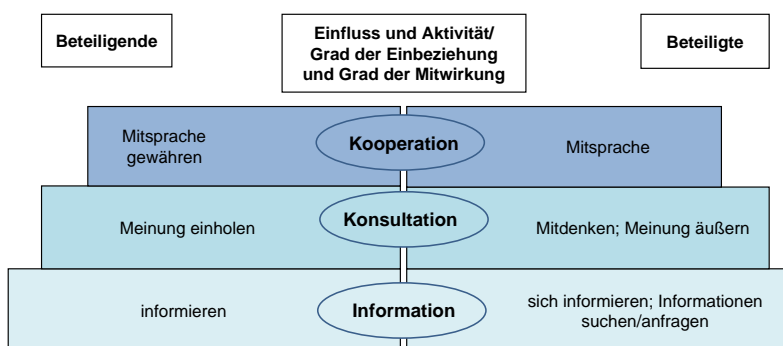 Beteiligende
Einfluss und Aktivität/
Grad der Einbeziehung
und Grad der Mitwirkung
Beteiligte
Mitsprache
gewähren
Kooperation
Mitsprache
Meinung einholen
Konsultation
Mitdenken; Meinung äußern
informieren
Information
sich informieren; Informationen
suchen/anfragen